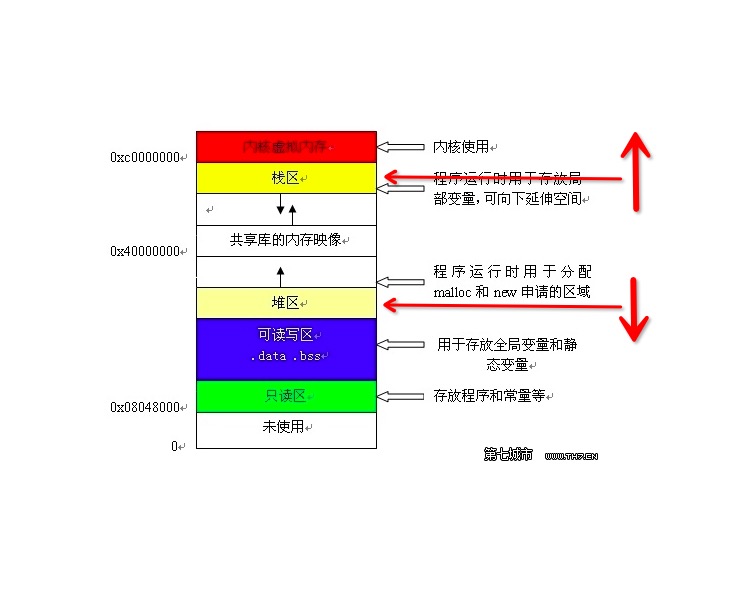 内核虚拟内存
内核使用
0xc0000000
栈区
程序运行时用于存放局
部变量,可向下延伸空间
共享库的内存映像
0x40000000
程序运行时用于分配
malloc 和 new 申请的区域
堆区
可读写区
.data .bss
用于存放全局变量和静
态变量
只读区
存放程序和常量等
0x08048000
未使用
0
第七城市 WWW.TH7.CN